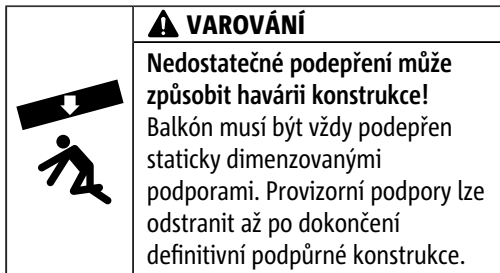 VAROVÁNÍ
Nedostatečné podepření může
způsobit havárii konstrukce!
Balkón musí být vždy podepřen
staticky dimenzovanými
podporami. Provizorní podpory lze
odstranit až po dokončení
definitivní podpůrné konstrukce.